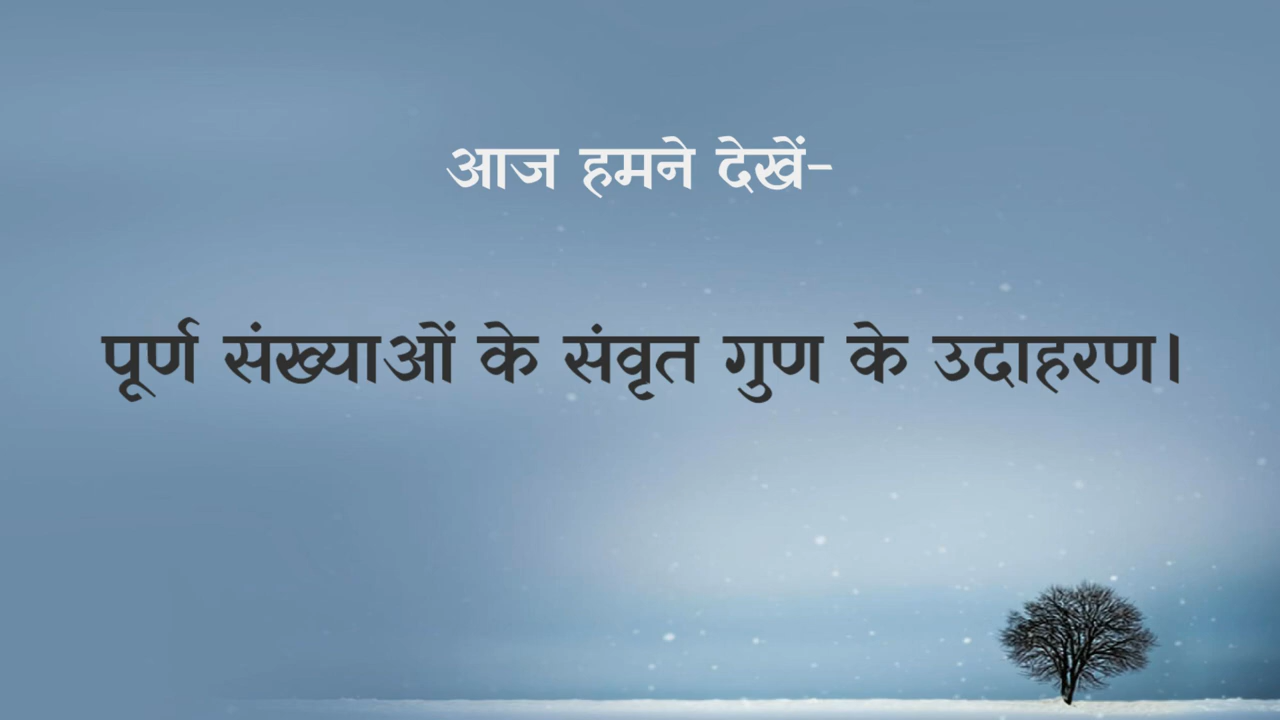 आज हमने देखें-
पूर्ण संख्याओं के संवृत गुण के उदाहरण।